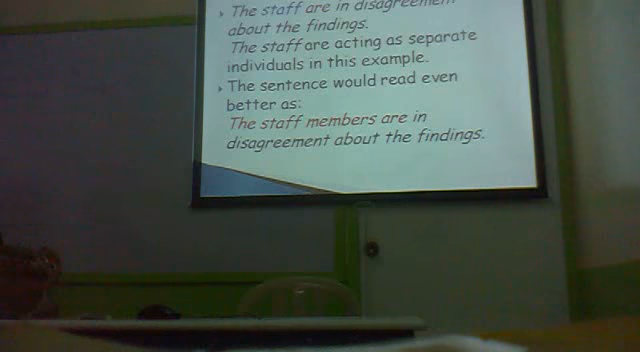 › The staff are in disagreement
about the findings.
The staff are acting as separate
individuals in this example.
› The sentence would read even
better as:
The staff members are in
disagreement about the findings.